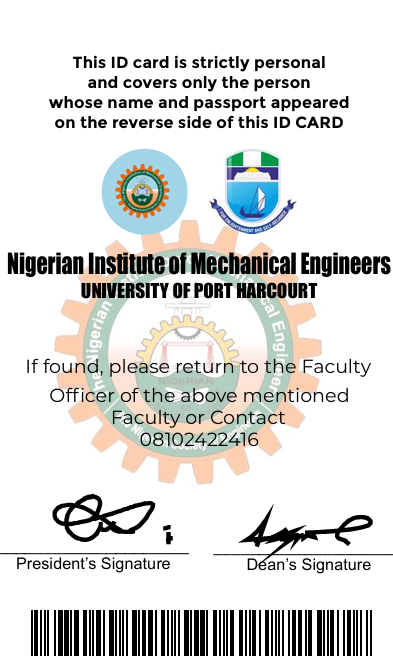 This ID card is strictly personal
and covers only the person
whose name and passport appeared
on the reverse side of this ID CARD
FOR ENLIGHTENMENT AND SELF RELIANCE
Nigerian Institute of Mechanical Engineers
UNIVERSITY OF PORT HARCOURT
If found, please return to the Faculty
Officer of the above mentioned
Faculty or Contact
08102422416
NIGERIAN
President's Signature
Dean's Signature